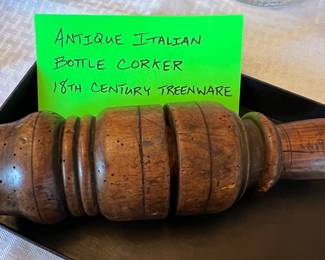 ANTIQUE ITALIAN
BOTTLE CORKER
18TH CENTURY TREENWARE